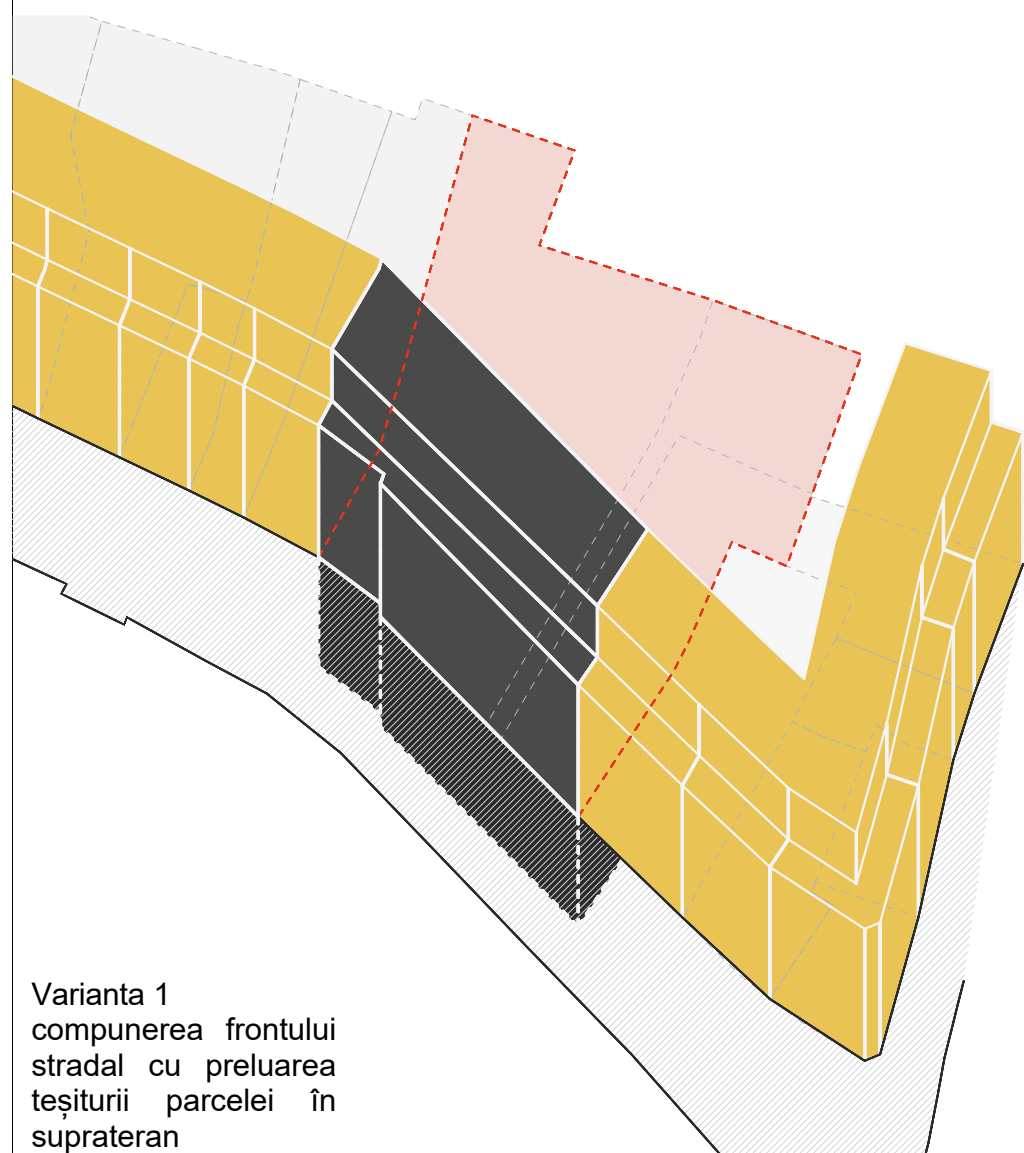 Varianta 1
compunerea frontului
stradal cu preluarea
teșiturii parcelei în
suprateran